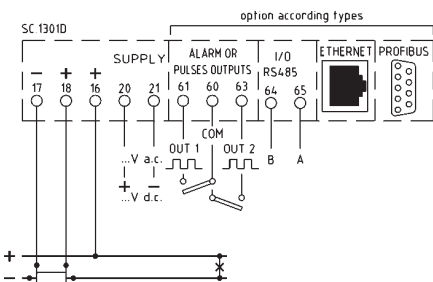 option according types
SC 1301D
SUPPLY
ALARM OR
PULSES OUTPUTS
I/O
RS485
ETHERNET
PROFIBUS
– + +
17 18 16 20 21 61 60 63 64 65
COM
OUT 1 OUT 2 B A
...V a.c.
+ –
...V d.c.
+
–